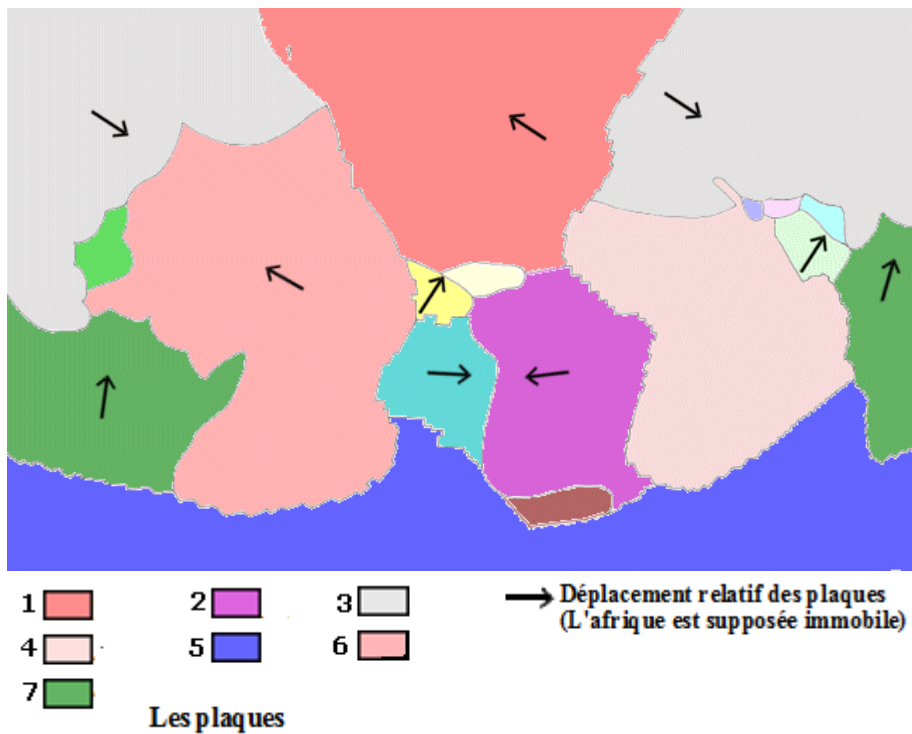 1 2 3
4 5 6
7
Déplacement relatif des plaques
(L'afrique est supposée immobile)
Les plaques